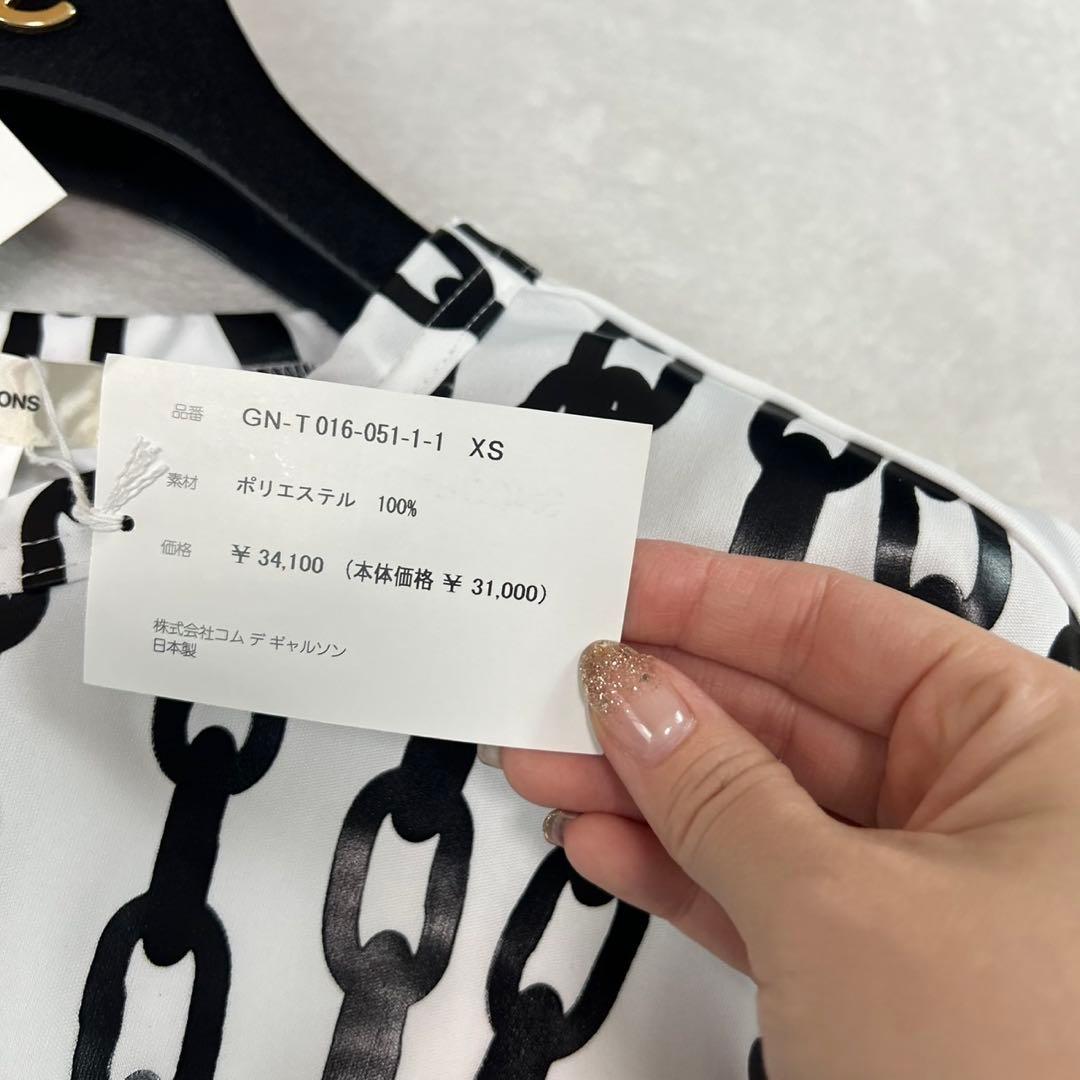 ONS
品番 GN-T 016-051-1-1 XS
素材 ポリエステル 100%
価格 ¥ 34,100 (本体価格 ¥ 31,000)
株式会社コム デ ギャルソン
日本製